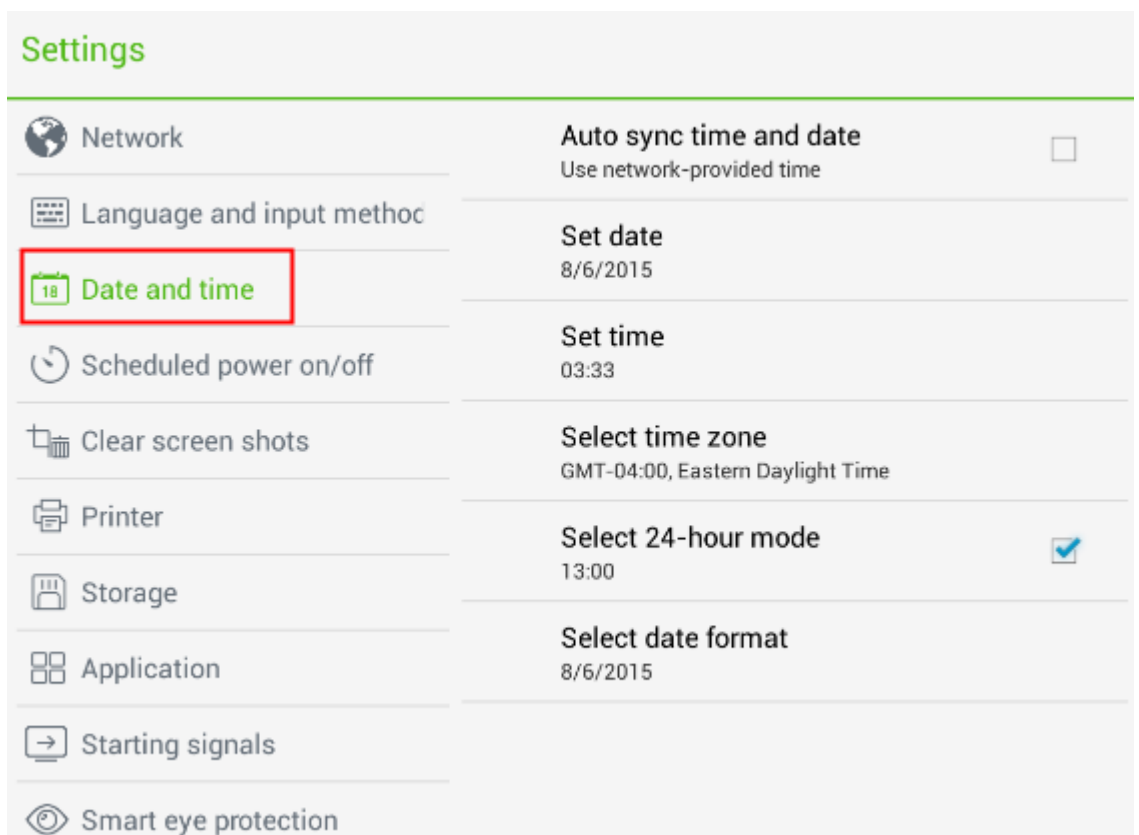 Settings
Network
Language and input method
18
Date and time
Scheduled power on/off
Clear screen shots
Printer
Storage
Application
Starting signals
Smart eye protection
Auto sync time and date
Use network-provided time
Set date
8/6/2015
Set time
03:33
Select time zone
GMT-04:00, Eastern Daylight Time
Select 24-hour mode
13:00
Select date format
8/6/2015